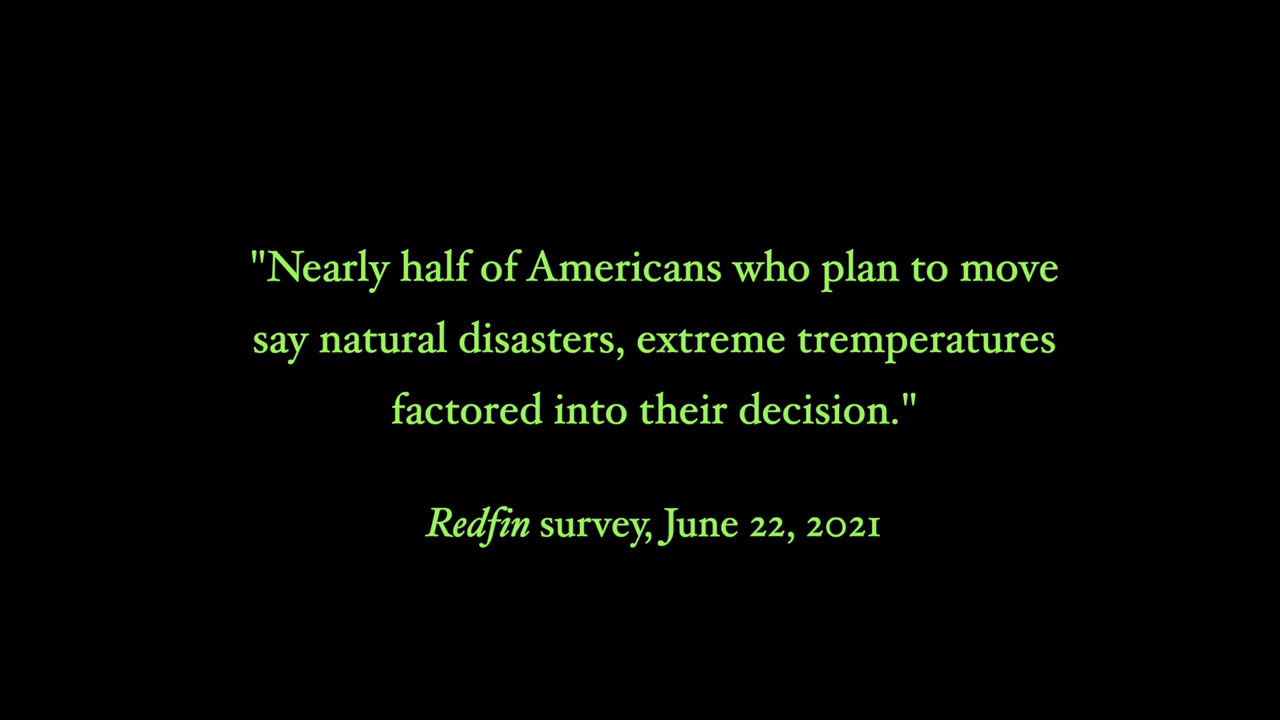 "Nearly half of Americans who plan to move
say natural disasters, extreme tremperatures
factored into their decision."
Redfin survey, June 22, 2021